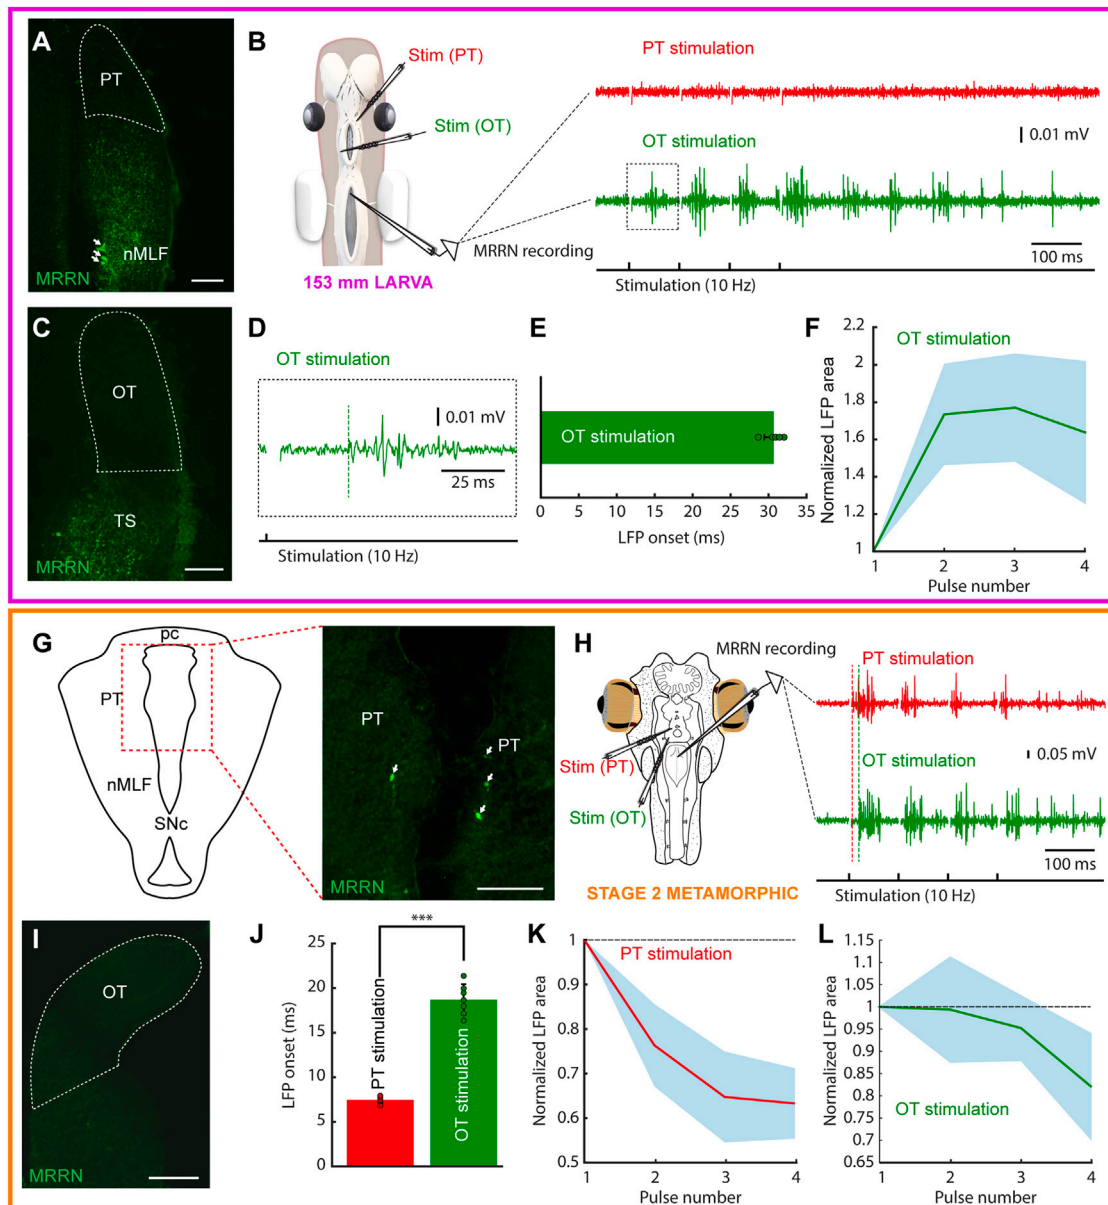 A
PT
nMLF
MRRN
B
Stim (PT)
Stim (OT)
MRRN recording
153 mm LARVA
PT stimulation
0.01 mV
OT stimulation
100 ms
Stimulation (10 Hz)
C
OT
TS
MRRN
D
OT stimulation
0.01 mV
25 ms
Stimulation (10 Hz)
E
OT stimulation
0 5 10 15 20 25 30 35
LFP onset (ms)
F
OT stimulation
Normalized LFP area
2.2
2
1.8
1.6
1.4
1.2
1
1 2 3 4
Pulse number
G
pc
PT
nMLF
SNc
PT
PT
MRRN
H
MRRN recording
Stim (PT)
Stim (OT)
STAGE 2 METAMORPHIC
PT stimulation
0.05 mV
OT stimulation
100 ms
Stimulation (10 Hz)
I
OT
MRRN
J
***
LFP onset (ms)
25
20
15
10
5
0
PT stimulation
OT stimulation
K
PT stimulation
Normalized LFP area
1
0.9
0.8
0.7
0.6
0.5
1 2 3 4
Pulse number
L
Normalized LFP area
1.15
1.1
1.05
1
0.95
0.9
0.85
0.8
0.75
0.7
0.65
OT stimulation
1 2 3 4
Pulse number